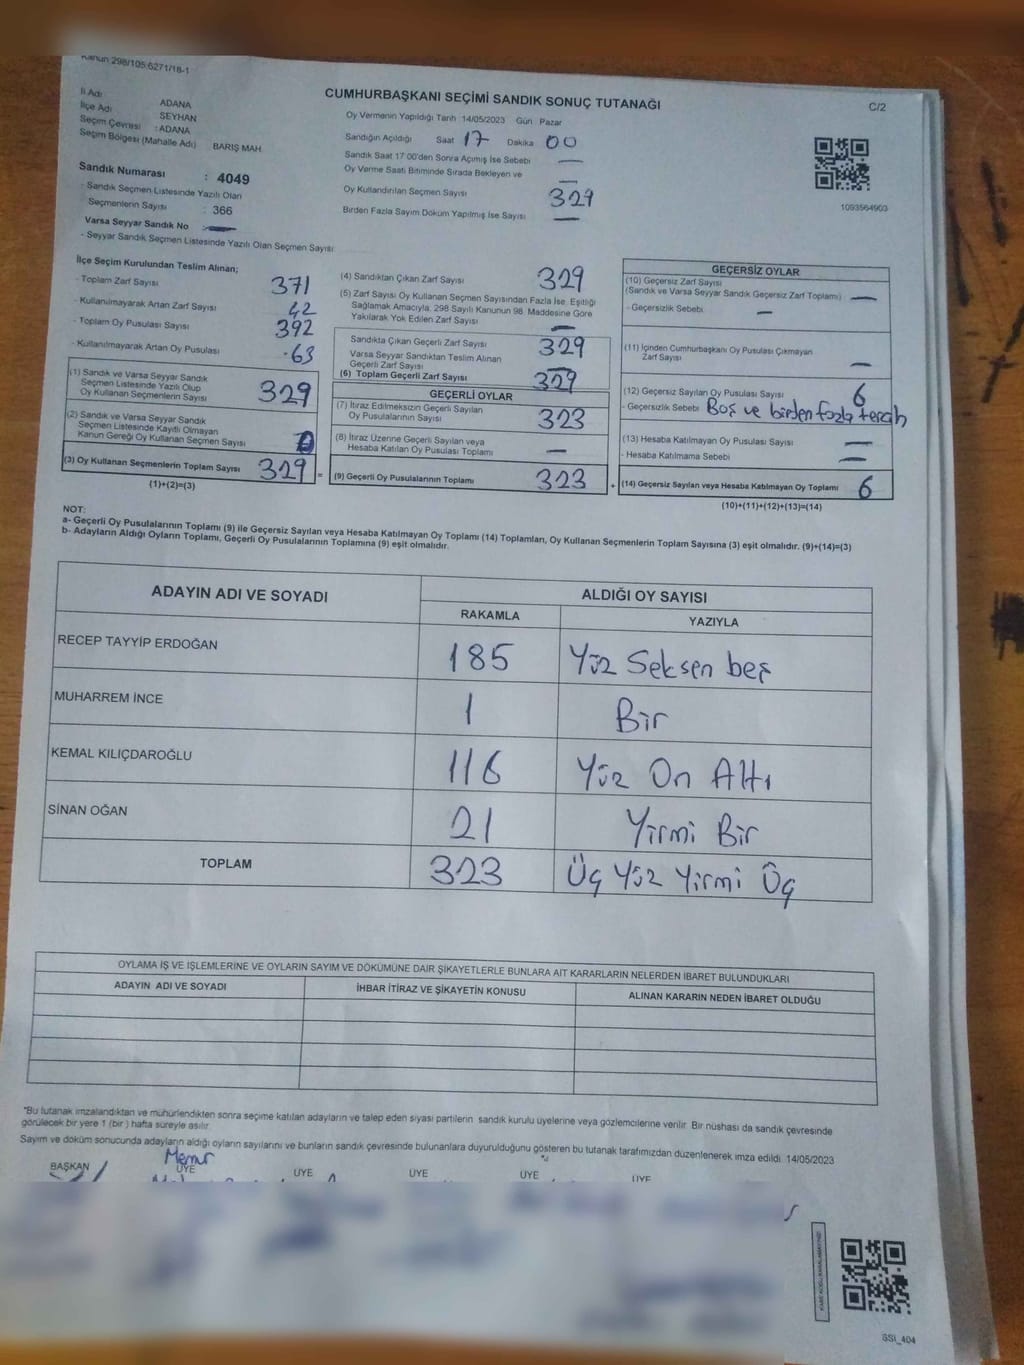 Kanun 298/105;6271/18-1
CUMHURBAŞKANI SEÇİMİ SANDIK SONUÇ TUTANAĞI
C/2
İl Adı : ADANA
İlçe Adı : SEYHAN
Seçim Çevresi : ADANA
Seçim Bölgesi (Mahalle Adı) BARIŞ MAH.
Sandık Numarası : 4049
- Sandık Seçmen Listesinde Yazılı Olan
Seçmenlerin Sayısı : 366
Varsa Seyyar Sandık No : —
- Seyyar Sandık Seçmen Listesinde Yazılı Olan Seçmen Sayısı
Oy Vermenin Yapıldığı Tarih 14/05/2023 Gün Pazar
Sandığın Açıldığı Saat 17 Dakika 00
Sandık Saat 17:00'den Sonra Açımış İse Sebebi —
Oy Verme Saati Bitiminde Sırada Bekleyen ve
Oy Kullandırılan Seçmen Sayısı — 329
Birden Fazla Sayım Döküm Yapılmış İse Sayısı —
1093564903
İlçe Seçim Kurulundan Teslim Alınan;
- Toplam Zarf Sayısı 371
- Kullanılmayarak Artan Zarf Sayısı 42
- Toplam Oy Pusulası Sayısı 392
- Kullanılmayarak Artan Oy Pusulası 63
(1) Sandık ve Varsa Seyyar Sandık
Seçmen Listesinde Yazılı Olup
Oy Kullanan Seçmenlerin Sayısı 329
(2) Sandık ve Varsa Seyyar Sandık
Seçmen Listesinde Kayıtlı Olmayan
Kanun Gereği Oy Kullanan Seçmen Sayısı
(3) Oy Kullanan Seçmenlerin Toplam Sayısı 329 =
(1)+(2)=(3)
(4) Sandıktan Çıkan Zarf Sayısı 329
(5) Zarf Sayısı Oy Kullanan Seçmen Sayısından Fazla İse, Eşitliği
Sağlamak Amacıyla, 298 Sayılı Kanunun 98. Maddesine Göre
Yakılarak Yok Edilen Zarf Sayısı —
Sandıkta Çıkan Geçerli Zarf Sayısı 329
Varsa Seyyar Sandıktan Teslim Alınan
Geçerli Zarf Sayısı —
(6) Toplam Geçerli Zarf Sayısı 329
GEÇERLİ OYLAR
(7) İtiraz Edilmeksizin Geçerli Sayılan
Oy Pusulalarının Sayısı 323
(8) İtiraz Üzerine Geçerli Sayılan veya
Hesaba Katılan Oy Pusulası Toplamı —
(9) Geçerli Oy Pusulalarının Toplamı 323 +
GEÇERSİZ OYLAR
(10) Geçersiz Zarf Sayısı
(Sandık ve Varsa Seyyar Sandık Geçersiz Zarf Toplamı) —
- Geçersizlik Sebebi —
(11) İçinden Cumhurbaşkanı Oy Pusulası Çıkmayan
Zarf Sayısı —
(12) Geçersiz Sayılan Oy Pusulası Sayısı 6
- Geçersizlik Sebebi Boş ve birden fazla tercih
(13) Hesaba Katılmayan Oy Pusulası Sayısı —
- Hesaba Katılmama Sebebi —
(14) Geçersiz Sayılan veya Hesaba Katılmayan Oy Toplamı 6
(10)+(11)+(12)+(13)=(14)
NOT:
a- Geçerli Oy Pusulalarının Toplamı (9) ile Geçersiz Sayılan veya Hesaba Katılmayan Oy Toplamı (14) Toplamları, Oy Kullanan Seçmenlerin Toplam Sayısına (3) eşit olmalıdır. (9)+(14)=(3)
b- Adayların Aldığı Oyların Toplamı, Geçerli Oy Pusulalarının Toplamına (9) eşit olmalıdır.
ADAYIN ADI VE SOYADI ALDIĞI OY SAYISI
RAKAMLA YAZIYLA
RECEP TAYYİP ERDOĞAN 185 Yüz Seksen beş
MUHARREM İNCE 1 Bir
KEMAL KILIÇDAROĞLU 116 Yüz On Altı
SİNAN OĞAN 21 Yirmi Bir
TOPLAM 323 Üç Yüz Yirmi Üç
OYLAMA İŞ VE İŞLEMLERİNE VE OYLARIN SAYIM VE DÖKÜMÜNE DAİR ŞİKAYETLERLE BUNLARA AİT KARARLARIN NELERDEN İBARET BULUNDUKLARI
ADAYIN ADI VE SOYADI İHBAR İTİRAZ VE ŞİKAYETİN KONUSU ALINAN KARARIN NEDEN İBARET OLDUĞU
*Bu tutanak imzalandıktan ve mühürlendikten sonra seçime katılan adayların ve talep eden siyasi partilerin sandık kurulu üyelerine veya gözlemcilerine verilir. Bir nüshası da sandık çevresinde
görülecek bir yere 1 (bir ) hafta süreyle asılır.
Sayım ve döküm sonucunda adayların aldığı oyların sayılarını ve bunların sandık çevresinde bulunanlara duyurulduğunu gösteren bu tutanak tarafımızdan düzenlenerek imza edildi. 14/05/2023
Memur
BAŞKAN ÜYE ÜYE ÜYE ÜYE ÜYE
SSİ_404